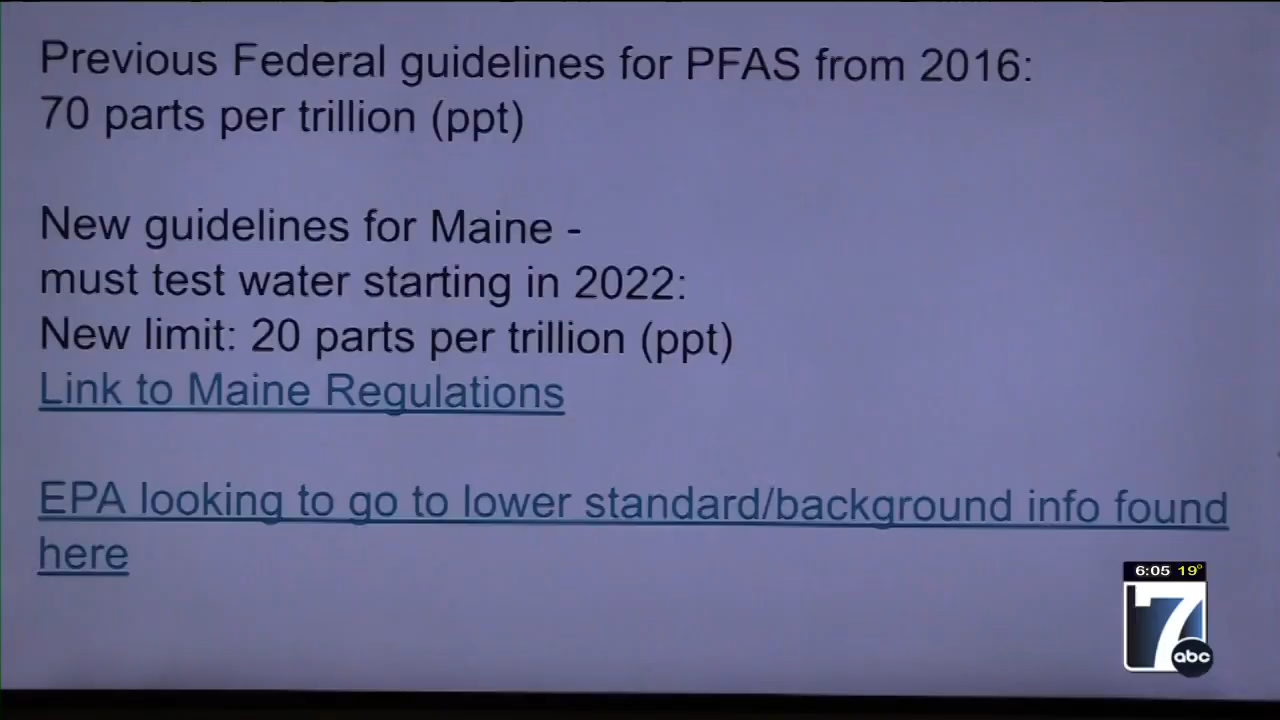 Previous Federal guidelines for PFAS from 2016:
70 parts per trillion (ppt)
New guidelines for Maine -
must test water starting in 2022:
New limit: 20 parts per trillion (ppt)
Link to Maine Regulations
EPA looking to go to lower standard/background info found
here
6:05 19°
7
abc